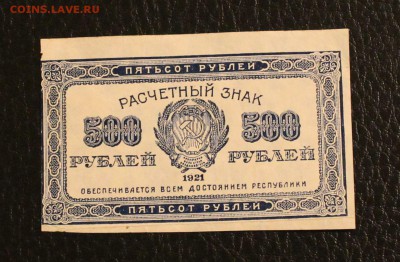 COINS.LAVE.RU
ПЯТЬСОТ РУБЛЕЙ
РАСЧЕТНЫЙ ЗНАК
500 500
РУБЛЕЙ РУБЛЕЙ
1921
ОБЕСПЕЧИВАЕТСЯ ВСЕМ ДОСТОЯНИЕМ РЕСПУБЛИКИ
ПЯТЬСОТ РУБЛЕЙ